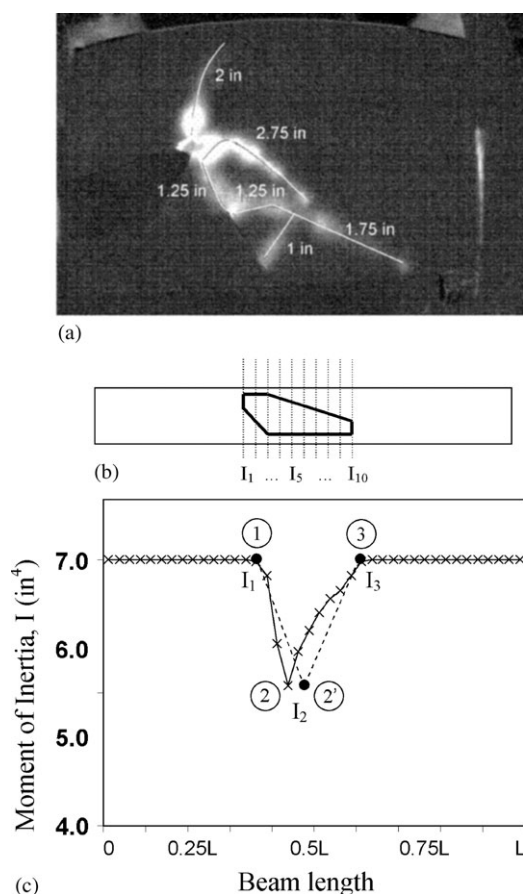 2 in
2.75 in
1.25 in
1.25 in
1.75 in
1 in
(a)
(b)
I₁ ... I₅ ... I₁₀
1
3
7.0
I₁
I₃
6.0
2
2'
I₂
5.0
4.0
Moment of Inertia, I (in⁴)
0 0.25L 0.5L 0.75L L
(c)
Beam length